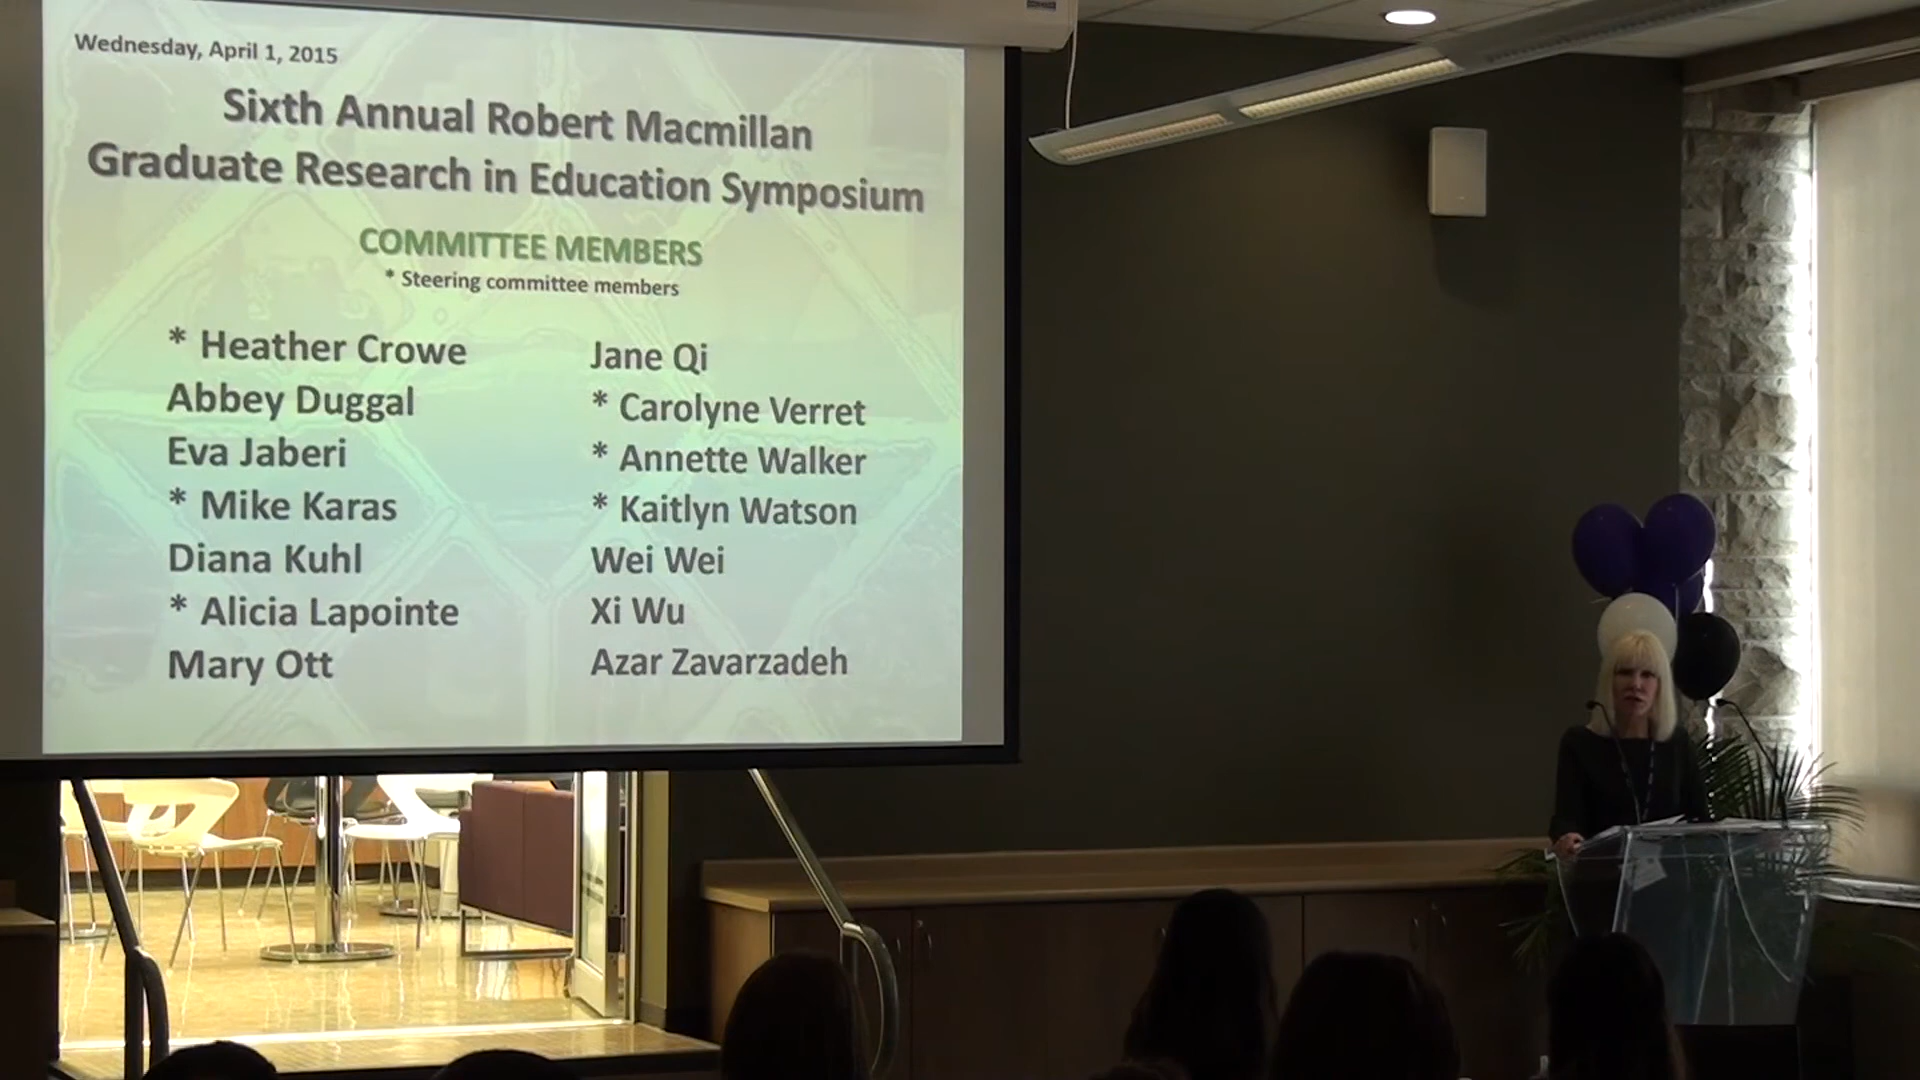 Wednesday, April 1, 2015
Sixth Annual Robert Macmillan
Graduate Research in Education Symposium
COMMITTEE MEMBERS
* Steering committee members
* Heather Crowe
Abbey Duggal
Eva Jaberi
* Mike Karas
Diana Kuhl
* Alicia Lapointe
Mary Ott
Jane Qi
* Carolyne Verret
* Annette Walker
* Kaitlyn Watson
Wei Wei
Xi Wu
Azar Zavarzadeh